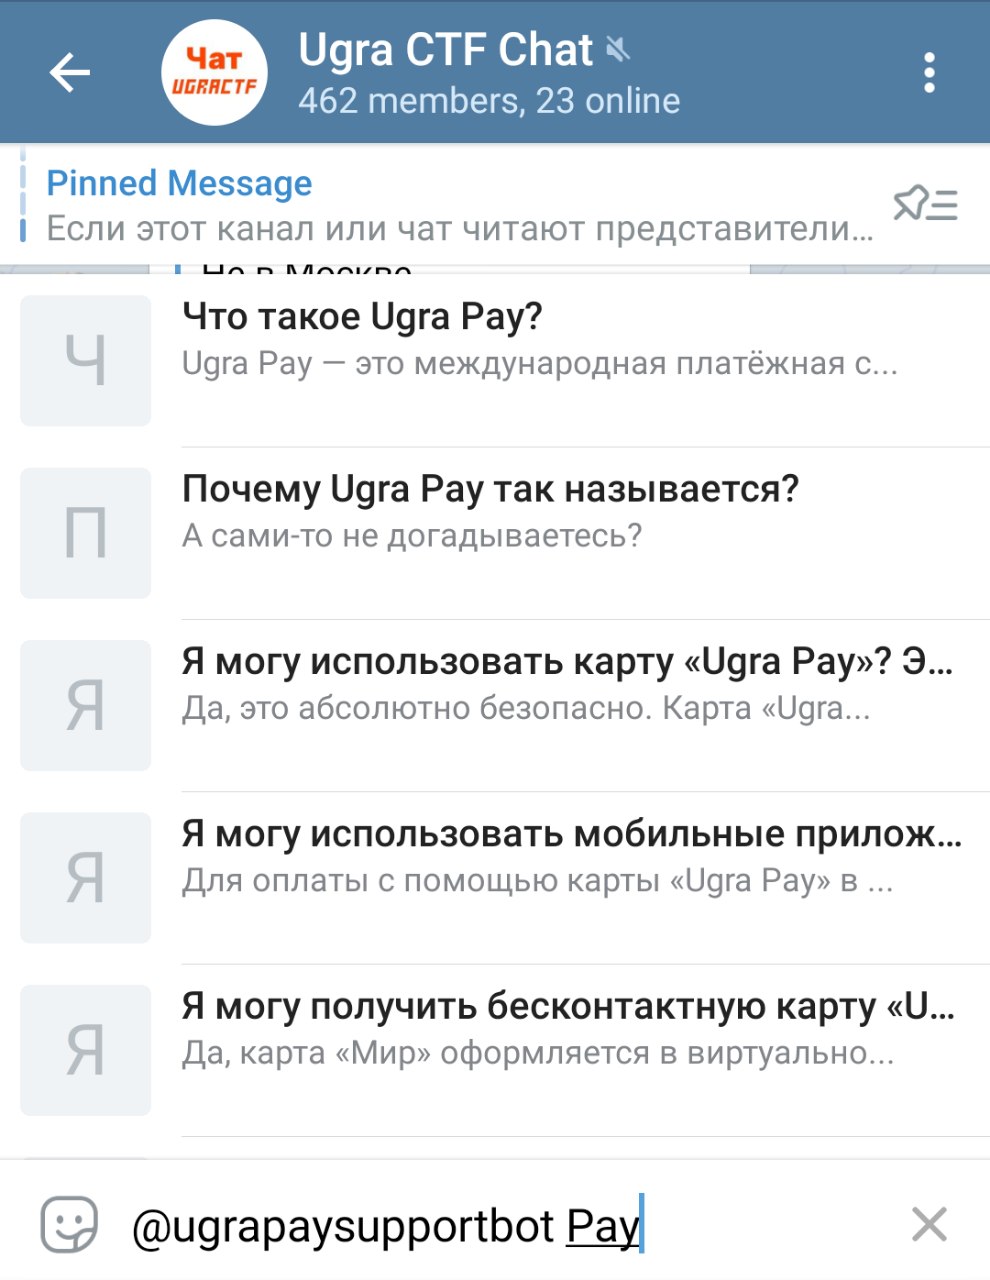 Чат
UGRACTF
Ugra CTF Chat
462 members, 23 online
Pinned Message
Если этот канал или чат читают представители...
Не в Москве
Что такое Ugra Pay?
Ugra Pay — это международная платёжная с...
Ч
Почему Ugra Pay так называется?
А сами-то не догадываетесь?
П
Я могу использовать карту «Ugra Pay»? Э...
Да, это абсолютно безопасно. Карта «Ugra...
Я
Я могу использовать мобильные прилож...
Для оплаты с помощью карты «Ugra Pay» в ...
Я
Я могу получить бесконтактную карту «U...
Да, карта «Мир» оформляется в виртуально...
Я
@ugrapaysupportbot Pay